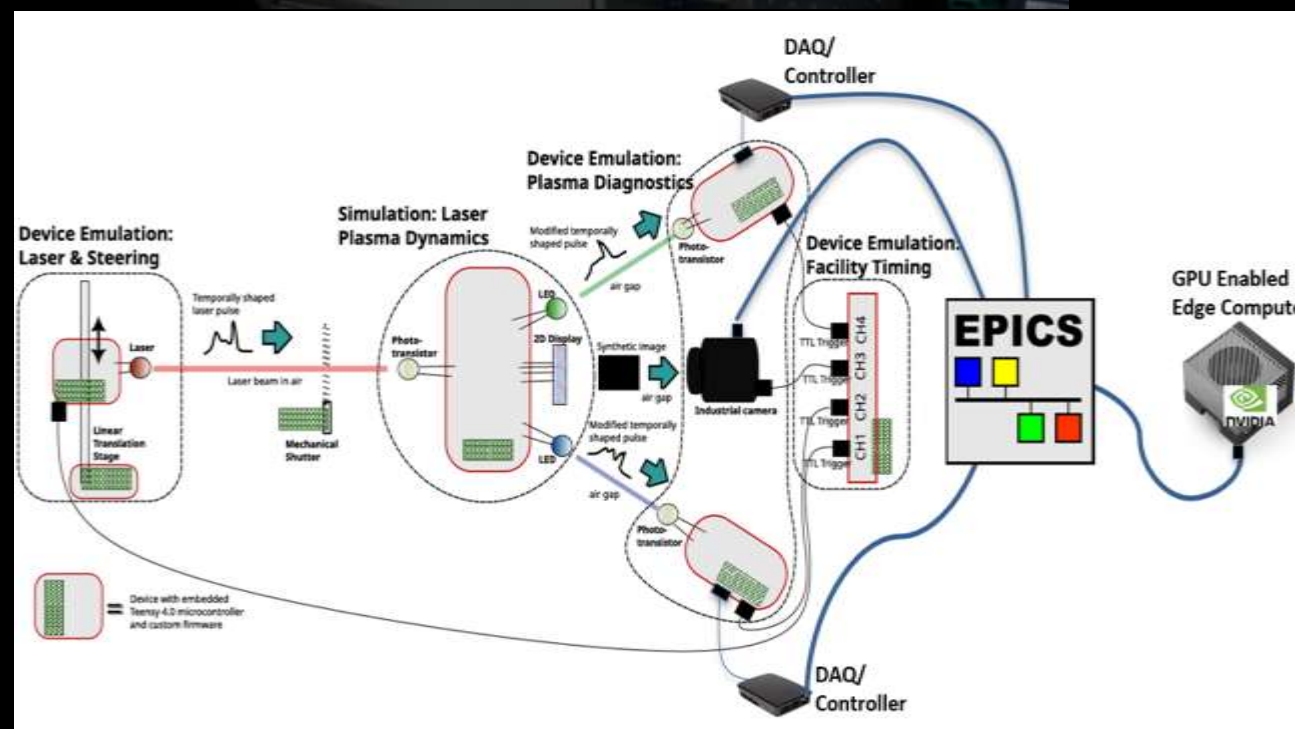 DAQ/
Controller
Device Emulation:
Plasma Diagnostics
Simulation: Laser
Plasma Dynamics
Device Emulation:
Laser & Steering
Modified temporally
shaped pulse
Photo-
transistor
Device Emulation:
Facility Timing
GPU Enabled
Edge Compute
air gap
LED
Temporally shaped
laser pulse
Laser
Photo-
transistor
2D Display
Synthetic image
air gap
Laser beam in air
Industrial camera
TTL Trigger
TTL Trigger
TTL Trigger
TTL Trigger
CH4
CH3
CH2
CH1
EPICS
NVIDIA
Linear
Translation
Stage
Mechanical
Shutter
Modified temporally
shaped pulse
LED
air gap
Photo-
transistor
= Device with embedded
Teensy 4.0 microcontroller
and custom firmware
DAQ/
Controller